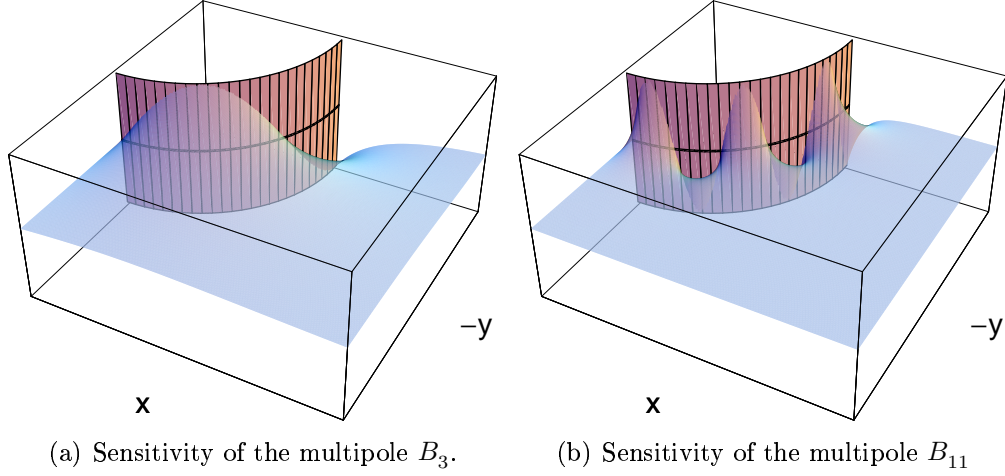 −y
x
−y
x
(a) Sensitivity of the multipole B₃.
(b) Sensitivity of the multipole B₁₁